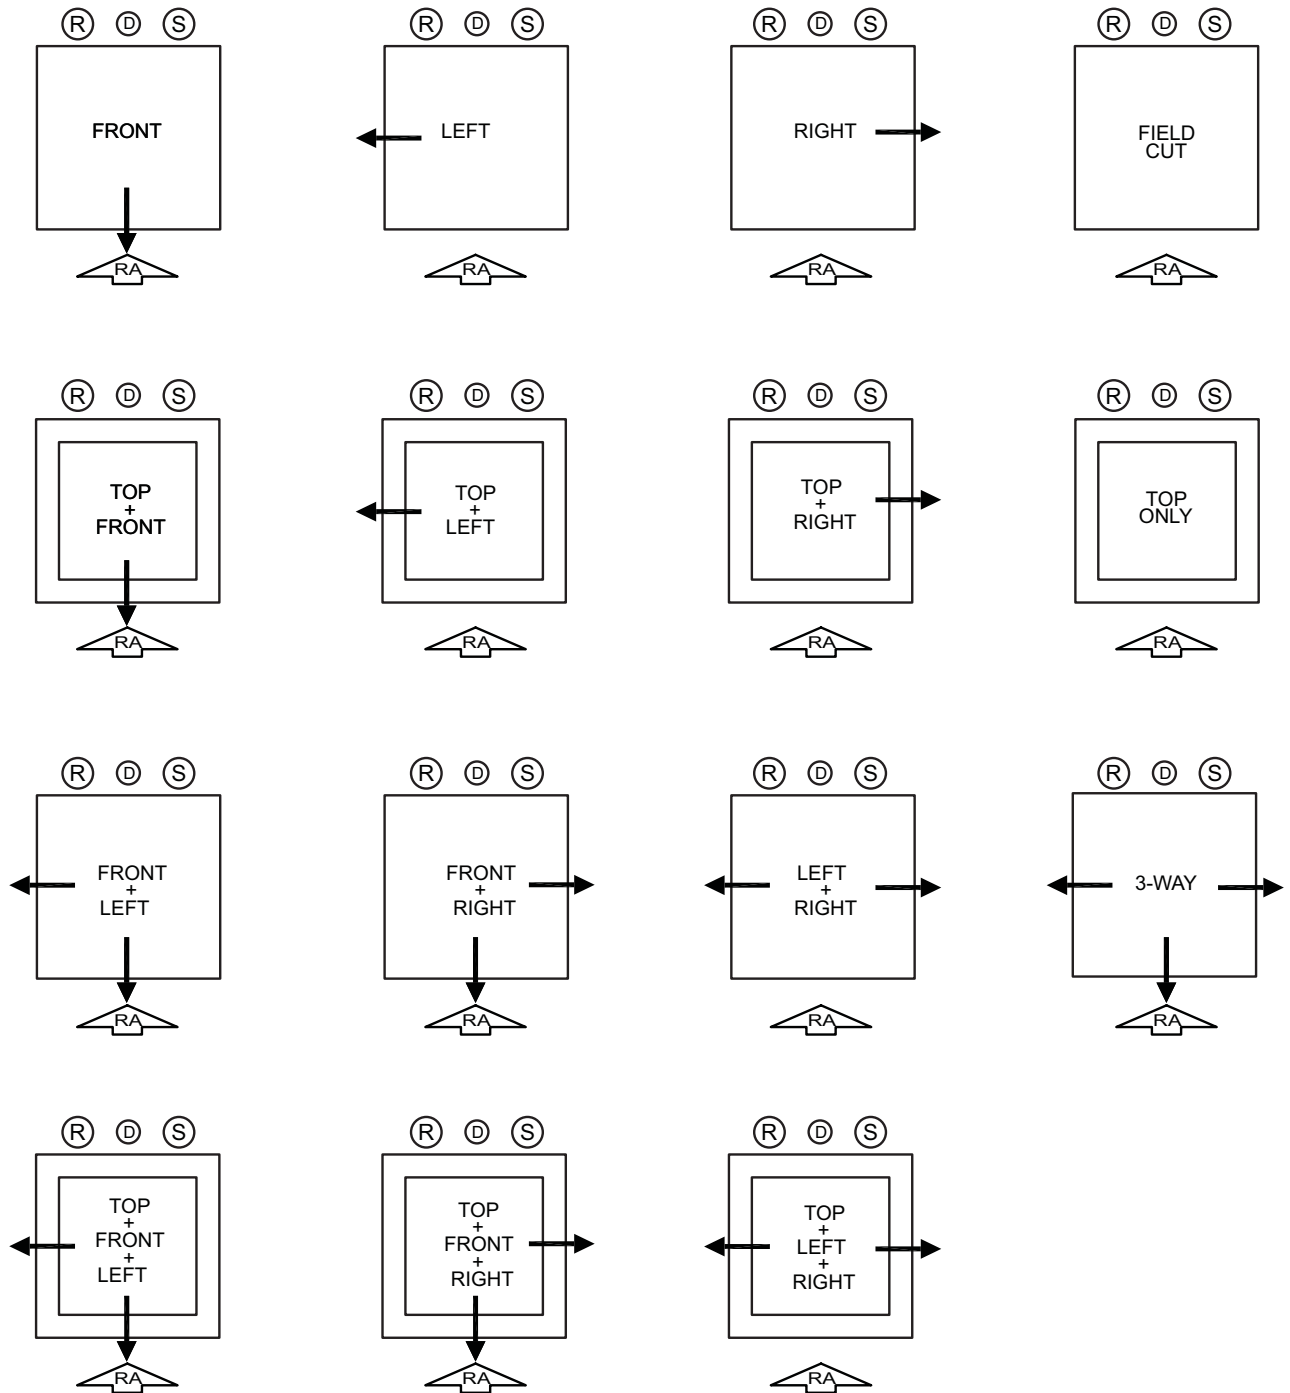 R D S
R D S
R D S
R D S
FRONT
LEFT
RIGHT
FIELD
CUT
RA
RA
RA
RA
R D S
R D S
R D S
R D S
TOP
+
FRONT
TOP
+
LEFT
TOP
+
RIGHT
TOP
ONLY
RA
RA
RA
RA
R D S
R D S
R D S
R D S
FRONT
+
LEFT
FRONT
+
RIGHT
LEFT
+
RIGHT
3-WAY
RA
RA
RA
RA
R D S
R D S
R D S
TOP
+
FRONT
+
LEFT
TOP
+
FRONT
+
RIGHT
TOP
+
LEFT
+
RIGHT
RA
RA
RA